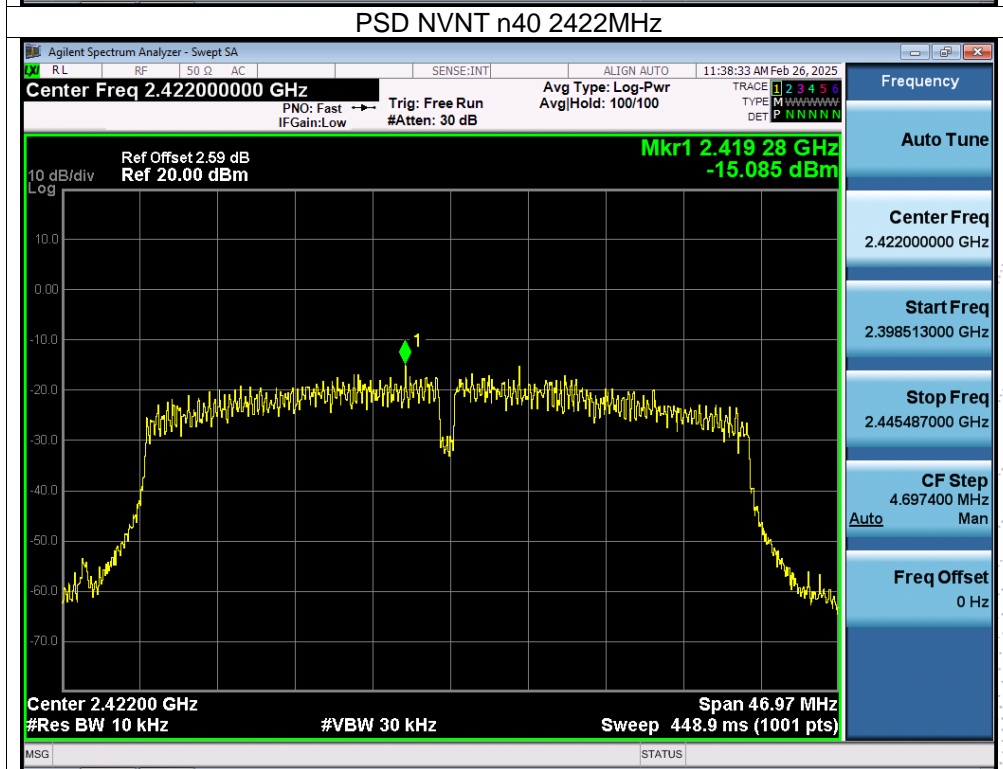 PSD NVNT n40 2422MHz
Agilent Spectrum Analyzer - Swept SA
LXI RL RF 50 Ω AC SENSE:INT ALIGN AUTO 11:38:33 AM Feb 26, 2025
Center Freq 2.422000000 GHz
PNO: Fast
IFGain:Low
Trig: Free Run
#Atten: 30 dB
Avg Type: Log-Pwr
Avg|Hold: 100/100
TRACE 1 2 3 4 5 6
TYPE M WWWWW
DET P N N N N N
Mkr1 2.419 28 GHz
-15.085 dBm
Ref Offset 2.59 dB
10 dB/div Ref 20.00 dBm
Log
10.0
0.00
-10.0
-20.0
-30.0
-40.0
-50.0
-60.0
-70.0
1
Center 2.42200 GHz Span 46.97 MHz
#Res BW 10 kHz #VBW 30 kHz Sweep 448.9 ms (1001 pts)
MSG STATUS
Frequency
Auto Tune
Center Freq
2.422000000 GHz
Start Freq
2.398513000 GHz
Stop Freq
2.445487000 GHz
CF Step
4.697400 MHz
Auto Man
Freq Offset
0 Hz